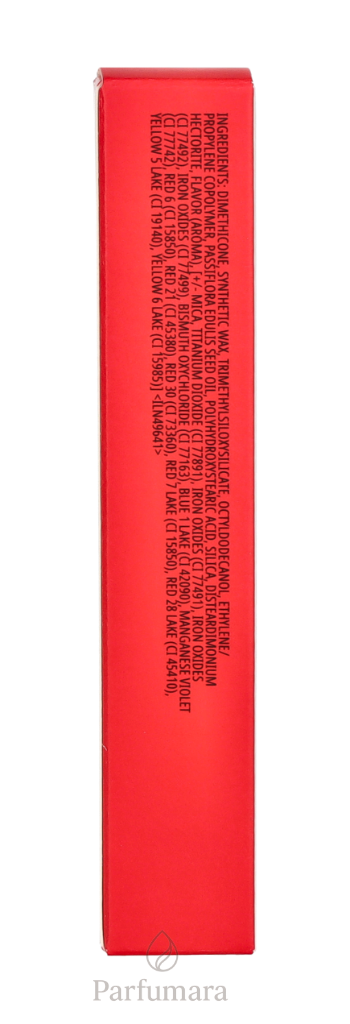 INGREDIENTS: DIMETHICONE, SYNTHETIC WAX, TRIMETHYLSILOXYSILICATE, OCTYLDODECANOL, ETHYLENE/
PROPYLENE COPOLYMER, PASSIFLORA EDULIS SEED OIL, POLYHYDROXYSTEARIC ACID, SILICA, DISTEARDIMONIUM
HECTORITE, FLAVOR (AROMA), [+/- MICA, TITANIUM DIOXIDE (CI 77891), IRON OXIDES (CI 77491), IRON OXIDES
(CI 77492), IRON OXIDES (CI 77499), BISMUTH OXYCHLORIDE (CI 77163), BLUE 1 LAKE (CI 42090), MANGANESE VIOLET
(CI 77742), RED 6 (CI 15850), RED 21 (CI 45380), RED 30 (CI 73360), RED 7 LAKE (CI 15850), RED 28 LAKE (CI 45410),
YELLOW 5 LAKE (CI 19140), YELLOW 6 LAKE (CI 15985)] <ILN49641>
Parfumara